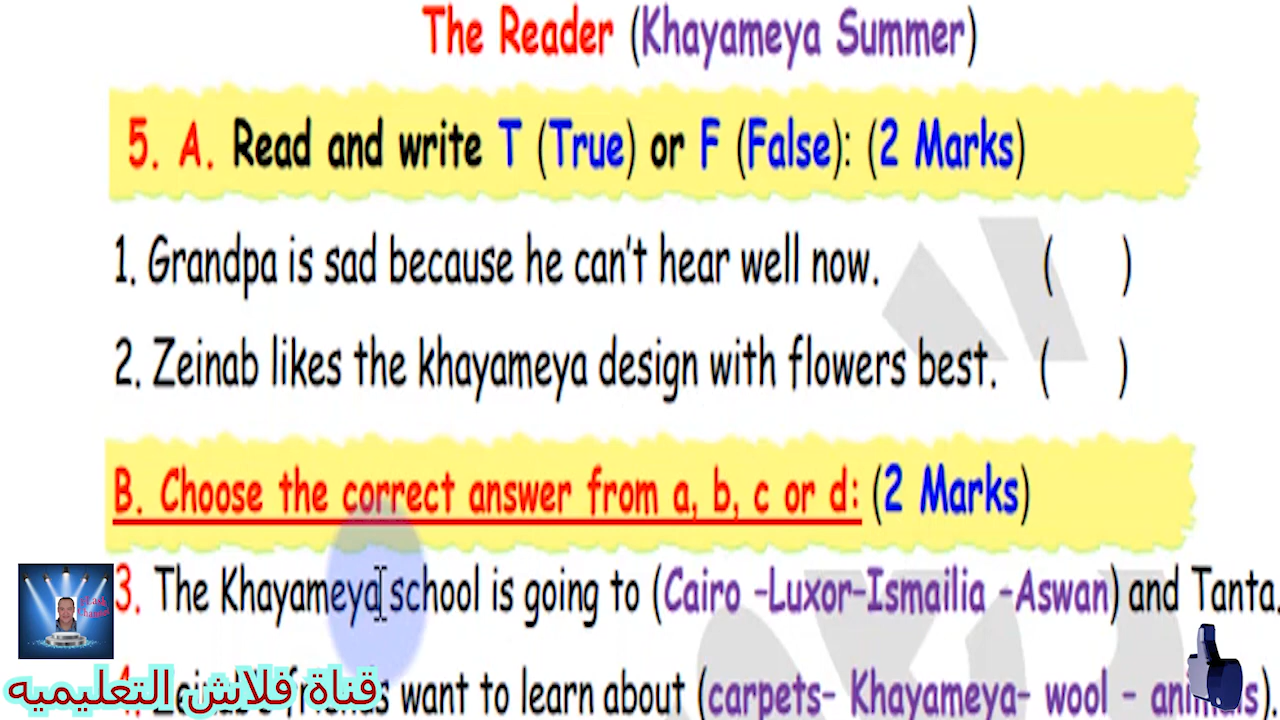 The Reader (Khayameya Summer)
5. A. Read and write T (True) or F (False): (2 Marks)
1. Grandpa is sad because he can't hear well now. (    )
2. Zeinab likes the khayameya design with flowers best. (    )
B. Choose the correct answer from a, b, c or d: (2 Marks)
3. The Khayameya school is going to (Cairo –Luxor–Ismailia –Aswan) and Tanta.
friends want to learn about (carpets– Khayameya– wool – animals).
قناة فلاش التعليميه